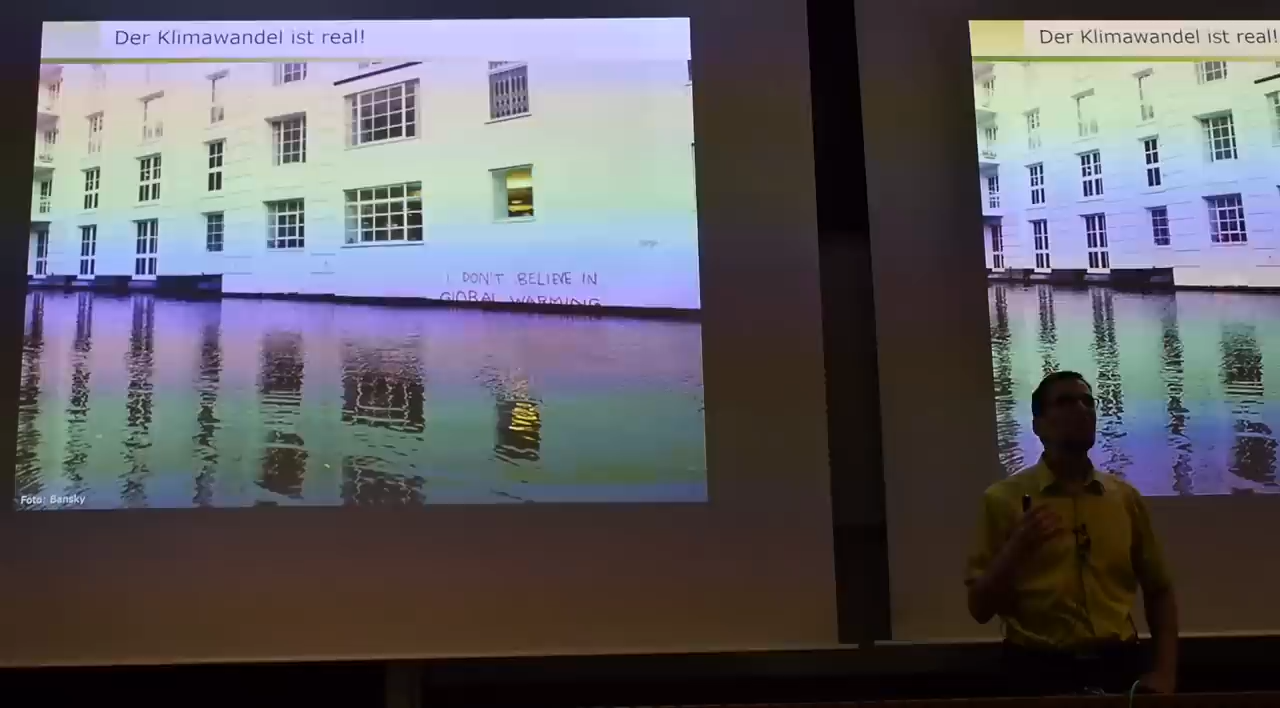 Der Klimawandel ist real!
I DON'T BELIEVE IN
GLOBAL WARMING
Foto: Bansky
Der Klimawandel ist real!